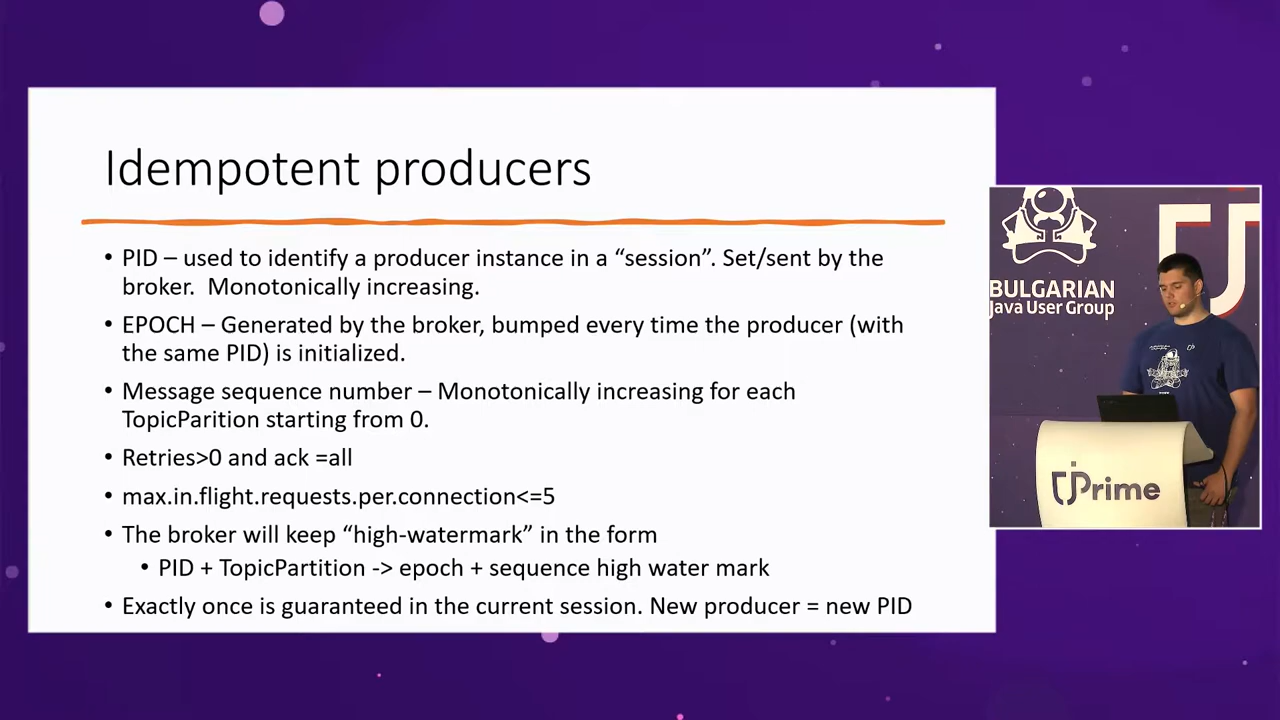 Idempotent producers
• PID – used to identify a producer instance in a “session”. Set/sent by the
broker.  Monotonically increasing.
• EPOCH – Generated by the broker, bumped every time the producer (with
the same PID) is initialized.
• Message sequence number – Monotonically increasing for each
TopicParition starting from 0.
• Retries>0 and ack =all
• max.in.flight.requests.per.connection<=5
• The broker will keep “high-watermark” in the form
• PID + TopicPartition -> epoch + sequence high water mark
• Exactly once is guaranteed in the current session. New producer = new PID
BULGARIAN
Java User Group
jPrime